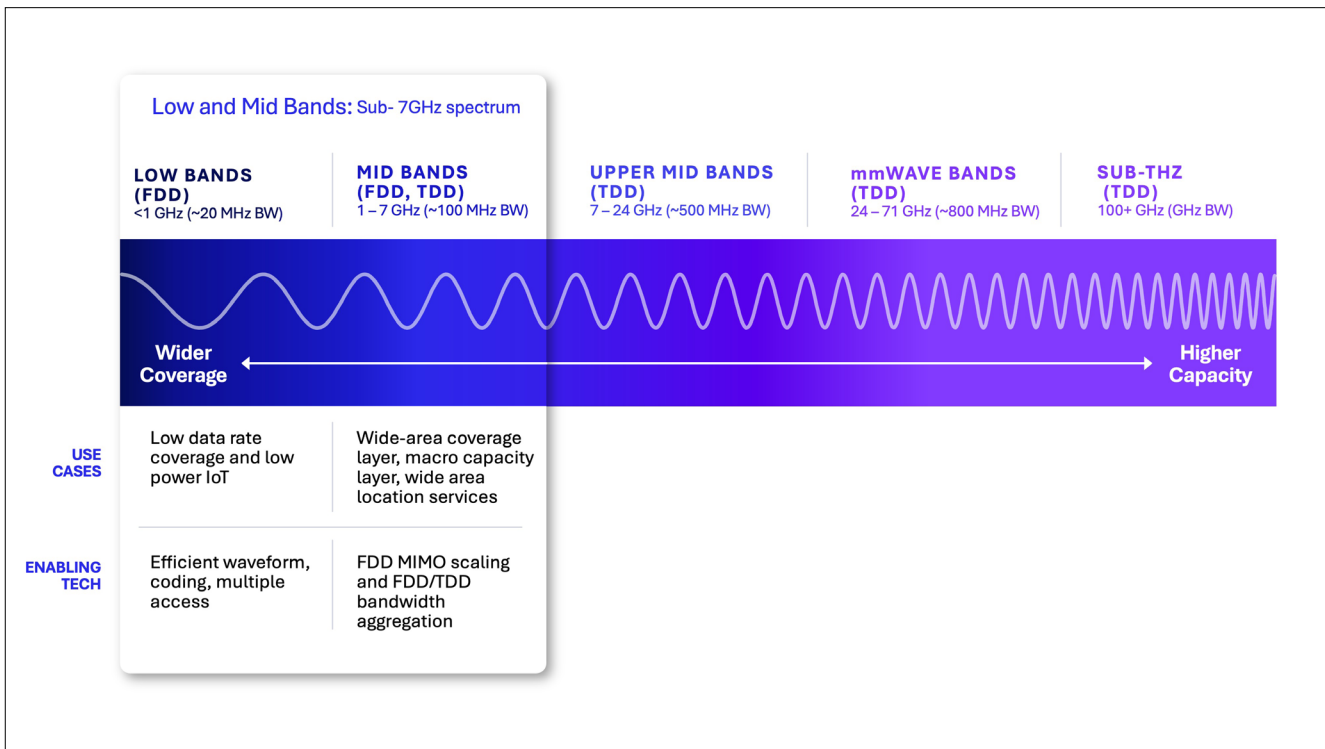 Low and Mid Bands: Sub- 7GHz spectrum
LOW BANDS
(FDD)
<1 GHz (~20 MHz BW)
MID BANDS
(FDD, TDD)
1 – 7 GHz (~100 MHz BW)
UPPER MID BANDS
(TDD)
7 – 24 GHz (~500 MHz BW)
mmWAVE BANDS
(TDD)
24 – 71 GHz (~800 MHz BW)
SUB-THZ
(TDD)
100+ GHz (GHz BW)
Wider
Coverage
Higher
Capacity
USE
CASES
Low data rate
coverage and low
power IoT
Wide-area coverage
layer, macro capacity
layer, wide area
location services
ENABLING
TECH
Efficient waveform,
coding, multiple
access
FDD MIMO scaling
and FDD/TDD
bandwidth
aggregation